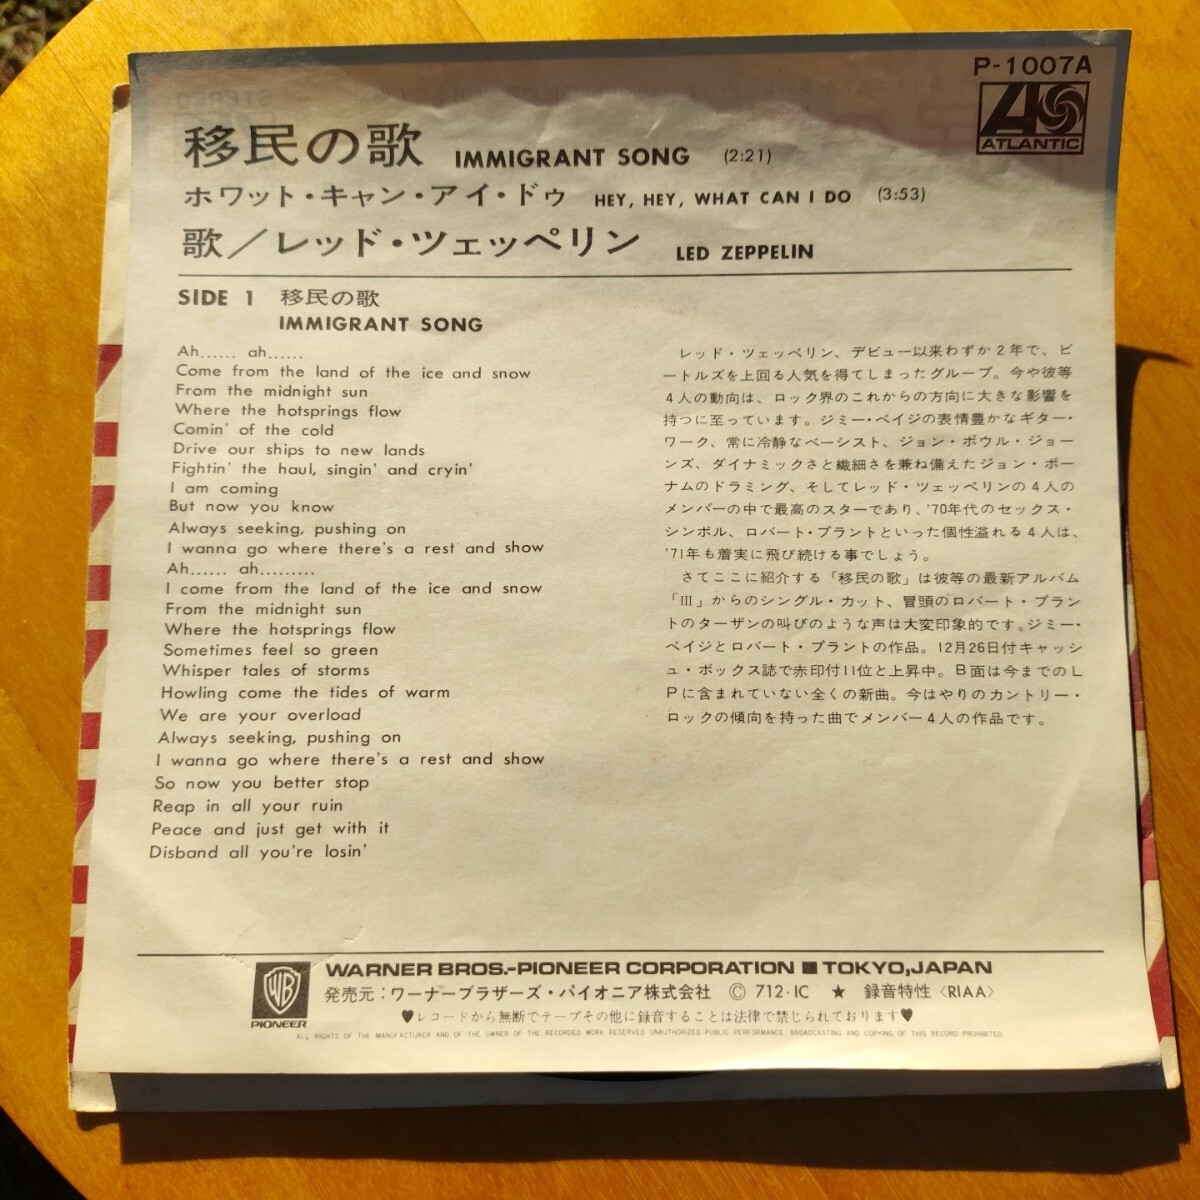 P-1007A
ATLANTIC
移民の歌 IMMIGRANT SONG (2:21)
ホワット・キャン・アイ・ドゥ HEY, HEY, WHAT CAN I DO (3:53)
歌／レッド・ツェッペリン LED ZEPPELIN
SIDE 1 移民の歌
IMMIGRANT SONG
Ah...... ah......
Come from the land of the ice and snow
From the midnight sun
Where the hotsprings flow
Comin' of the cold
Drive our ships to new lands
Fightin' the haul, singin' and cryin'
I am coming
But now you know
Always seeking, pushing on
I wanna go where there's a rest and show
Ah...... ah.........
I come from the land of the ice and snow
From the midnight sun
Where the hotsprings flow
Sometimes feel so green
Whisper tales of storms
Howling come the tides of warm
We are your overload
Always seeking, pushing on
I wanna go where there's a rest and show
So now you better stop
Reap in all your ruin
Peace and just get with it
Disband all you're losin'
レッド・ツェッペリン、デビュー以来わずか2年で、ビ
ートルズを上回る人気を得てしまったグループ。今や彼等
4人の動向は、ロック界のこれからの方向に大きな影響を
持つに至っています。ジミー・ペイジの表情豊かなギター・
ワーク、常に冷静なベーシスト、ジョン・ポウル・ジョー
ンズ、ダイナミックさと繊細さを兼ね備えたジョン・ボー
ナムのドラミング、そしてレッド・ツェッペリンの4人の
メンバーの中で最高のスターであり、'70年代のセックス・
シンボル、ロバート・プラントといった個性溢れる4人は、
'71年も着実に飛び続ける事でしょう。
さてここに紹介する「移民の歌」は彼等の最新アルバム
「III」からのシングル・カット、冒頭のロバート・プラント
のターザンの叫びのような声は大変印象的です。ジミー・
ペイジとロバート・プラントの作品。12月26日付キャッシ
ュ・ボックス誌で赤印付11位と上昇中。B面は今までのL
Pに含まれていない全くの新曲。今はやりのカントリー・
ロックの傾向を持った曲でメンバー4人の作品です。
WB
PIONEER
WARNER BROS.-PIONEER CORPORATION ■ TOKYO,JAPAN
発売元：ワーナーブラザーズ・パイオニア株式会社 © 712・IC ★ 録音特性〈RIAA〉
♥レコードから無断でテープその他に録音することは法律で禁じられております♥
ALL RIGHTS OF THE MANUFACTURER AND OF THE OWNER OF THE RECORDED WORK RESERVED UNAUTHORIZED PUBLIC PERFORMANCE BROADCASTING AND COPYING OF THIS RECORD PROHIBITED.